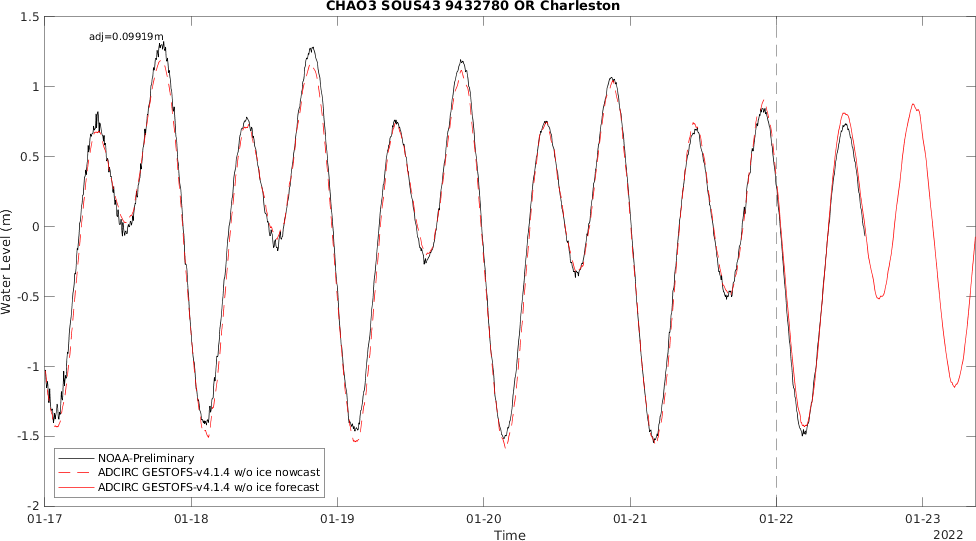 CHAO3 SOUS43 9432780 OR Charleston
adj=0.09919m
1.5
1
0.5
0
-0.5
-1
-1.5
-2
Water Level (m)
NOAA-Preliminary
ADCIRC GESTOFS-v4.1.4 w/o ice nowcast
ADCIRC GESTOFS-v4.1.4 w/o ice forecast
01-17 01-18 01-19 01-20 01-21 01-22 01-23
Time
2022